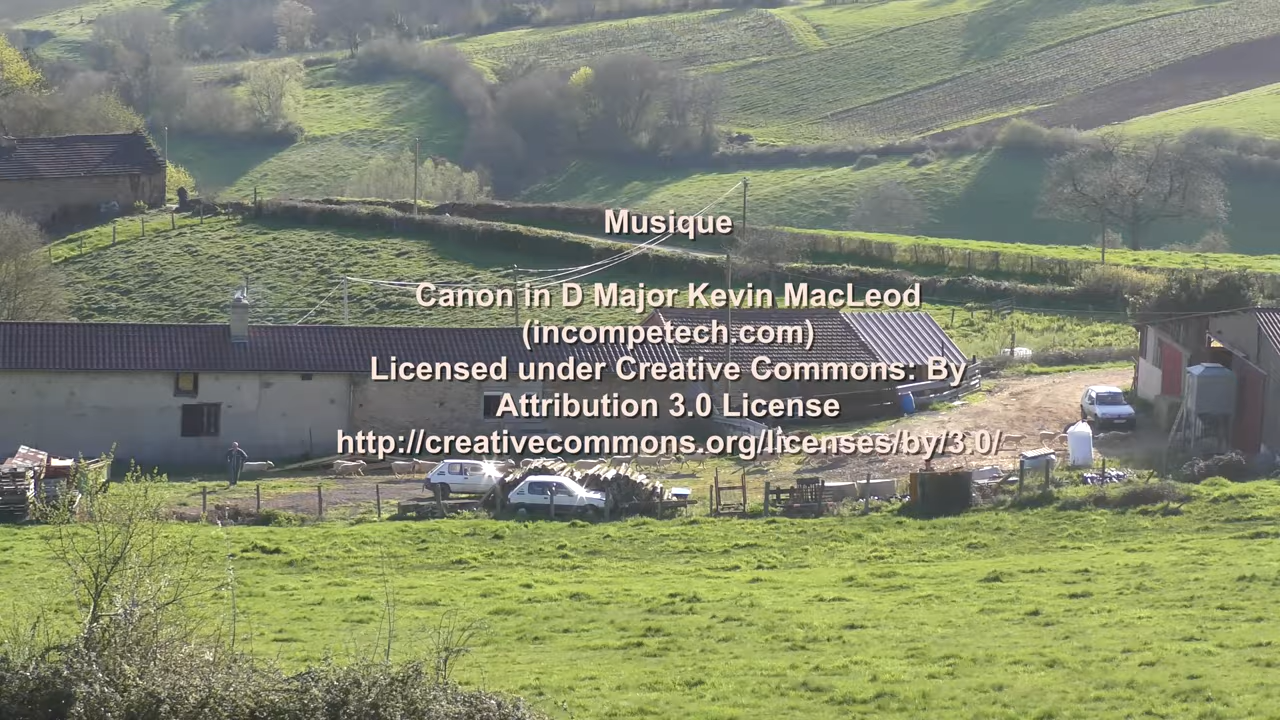 Musique
Canon in D Major Kevin MacLeod
(incompetech.com)
Licensed under Creative Commons: By
Attribution 3.0 License
http://creativecommons.org/licenses/by/3.0/